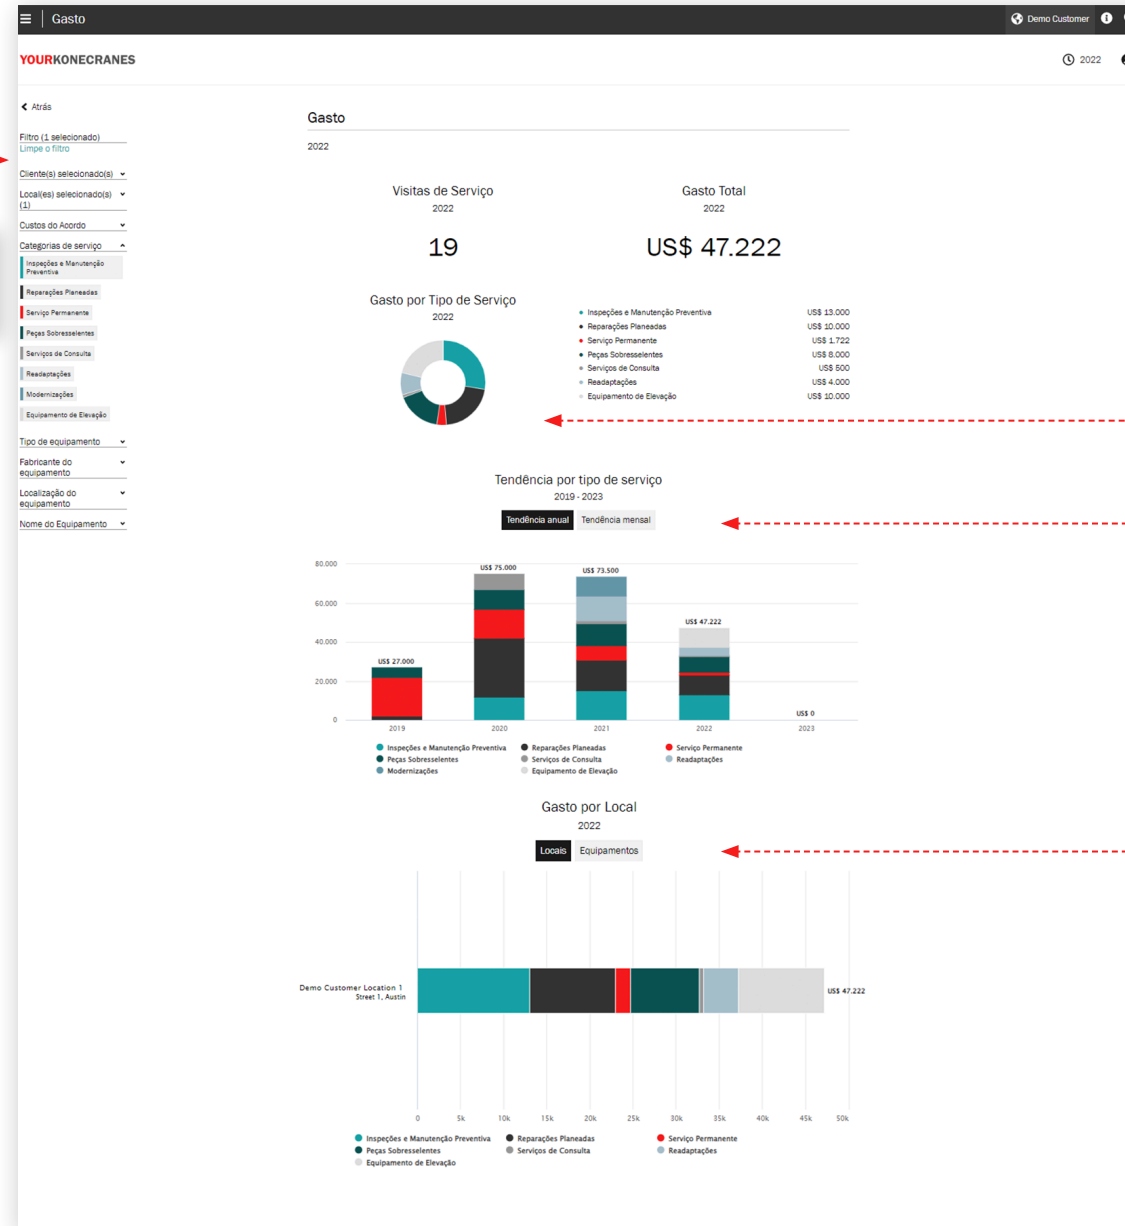 Gasto
Demo Customer
YOURKONECRANES
2022
Atrás
Filtro (1 selecionado)
Limpe o filtro
Cliente(s) selecionado(s)
Local(es) selecionado(s)
(1)
Custos do Acordo
Categorias de serviço
Inspeções e Manutenção
Preventiva
Reparações Planeadas
Serviço Permanente
Peças Sobresselentes
Serviços de Consulta
Readaptações
Modernizações
Equipamento de Elevação
Tipo de equipamento
Fabricante do
equipamento
Localização do
equipamento
Nome do Equipamento
Gasto
2022
Visitas de Serviço
2022
19
Gasto Total
2022
US$ 47.222
Gasto por Tipo de Serviço
2022
Inspeções e Manutenção Preventiva US$ 13.000
Reparações Planeadas US$ 10.000
Serviço Permanente US$ 1.722
Peças Sobresselentes US$ 8.000
Serviços de Consulta US$ 500
Readaptações US$ 4.000
Equipamento de Elevação US$ 10.000
Tendência por tipo de serviço
2019 - 2023
Tendência anual Tendência mensal
80.000
60.000
40.000
20.000
0
US$ 27.000
US$ 75.000
US$ 73.500
US$ 47.222
US$ 0
2019 2020 2021 2022 2023
Inspeções e Manutenção Preventiva Reparações Planeadas Serviço Permanente
Peças Sobresselentes Serviços de Consulta Readaptações
Modernizações Equipamento de Elevação
Gasto por Local
2022
Locais Equipamentos
Demo Customer Location 1
Street 1, Austin
US$ 47.222
0 5k 10k 15k 20k 25k 30k 35k 40k 45k 50k
Inspeções e Manutenção Preventiva Reparações Planeadas Serviço Permanente
Peças Sobresselentes Serviços de Consulta Readaptações
Equipamento de Elevação